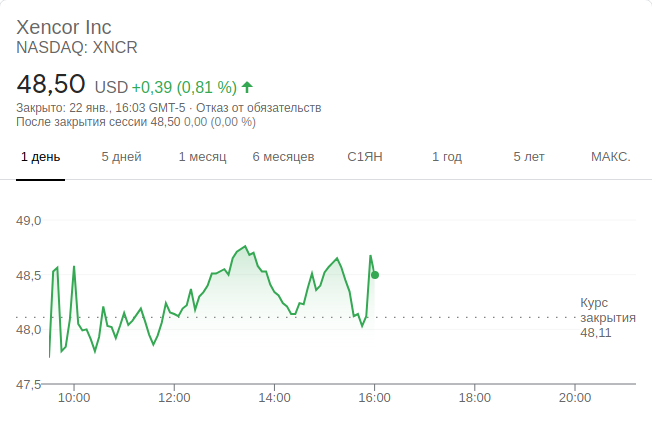 Xencor Inc
NASDAQ: XNCR
48,50 USD +0,39 (0,81 %)
Закрыто: 22 янв., 16:03 GMT-5 · Отказ от обязательств
После закрытия сессии 48,50 0,00 (0,00 %)
1 день 5 дней 1 месяц 6 месяцев С1ЯН 1 год 5 лет МАКС.
49,0
48,5
Курс
закрытия
48,11
48,0
47,5
10:00 12:00 14:00 16:00 18:00 20:00